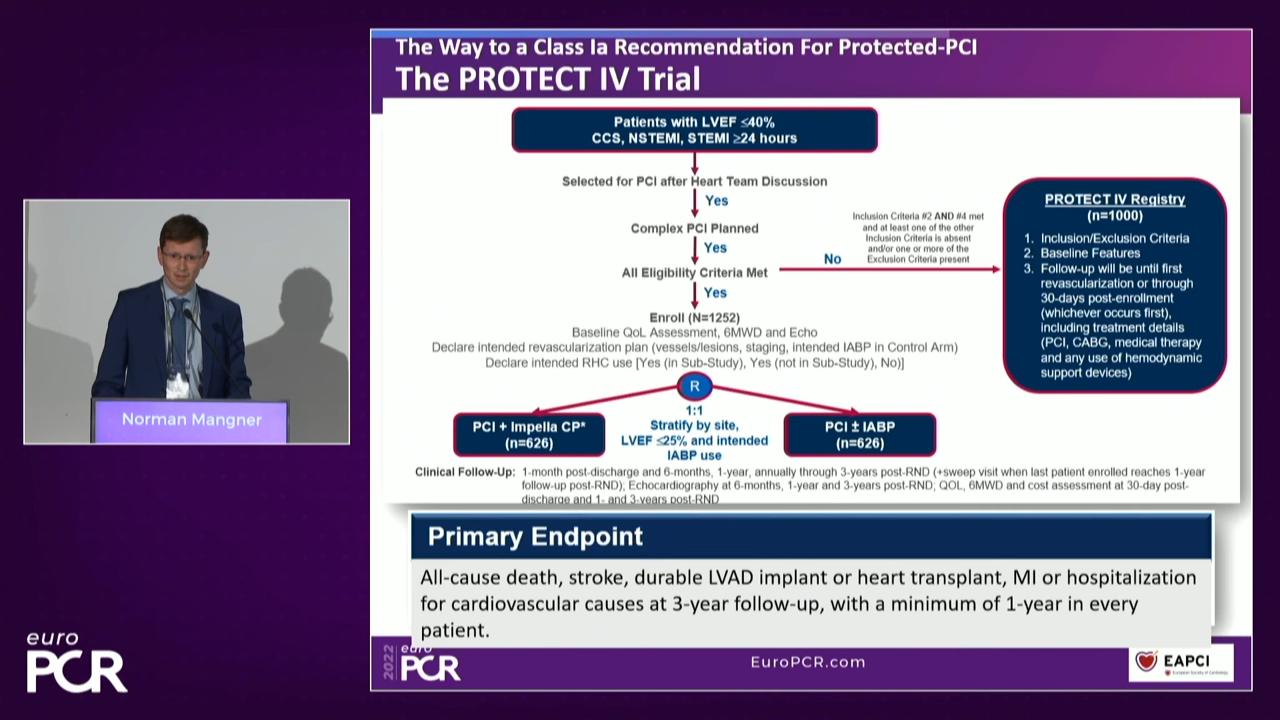 The Way to a Class Ia Recommendation For Protected-PCI
The PROTECT IV Trial
Patients with LVEF ≤40%
CCS, NSTEMI, STEMI ≥24 hours
Selected for PCI after Heart Team Discussion
Yes
Complex PCI Planned
Yes
All Eligibility Criteria Met
Yes
No
Inclusion Criteria #2 AND #4 met
and at least one of the other
Inclusion Criteria is absent
and/or one or more of the
Exclusion Criteria present
PROTECT IV Registry
(n=1000)
1. Inclusion/Exclusion Criteria
2. Baseline Features
3. Follow-up will be until first
revascularization or through
30-days post-enrollment
(whichever occurs first),
including treatment details
(PCI, CABG, medical therapy
and any use of hemodynamic
support devices)
Enroll (N=1252)
Baseline QoL Assessment, 6MWD and Echo
Declare intended revascularization plan (vessels/lesions, staging, intended IABP in Control Arm)
Declare intended RHC use [Yes (in Sub-Study), Yes (not in Sub-Study), No)]
R
1:1
Stratify by site,
LVEF ≤25% and intended
IABP use
PCI + Impella CP*
(n=626)
PCI ± IABP
(n=626)
Clinical Follow-Up: 1-month post-discharge and 6-months, 1-year, annually through 3-years post-RND (+sweep visit when last patient enrolled reaches 1-year
follow-up post-RND); Echocardiography at 6-months, 1-year and 3-years post-RND; QOL, 6MWD and cost assessment at 30-day post-
discharge and 1- and 3-years post-RND
Primary Endpoint
All-cause death, stroke, durable LVAD implant or heart transplant, MI or hospitalization
for cardiovascular causes at 3-year follow-up, with a minimum of 1-year in every
patient.
Norman Mangner
euro
PCR
2022
euro
PCR
EuroPCR.com
EAPCI
European Society of Cardiology